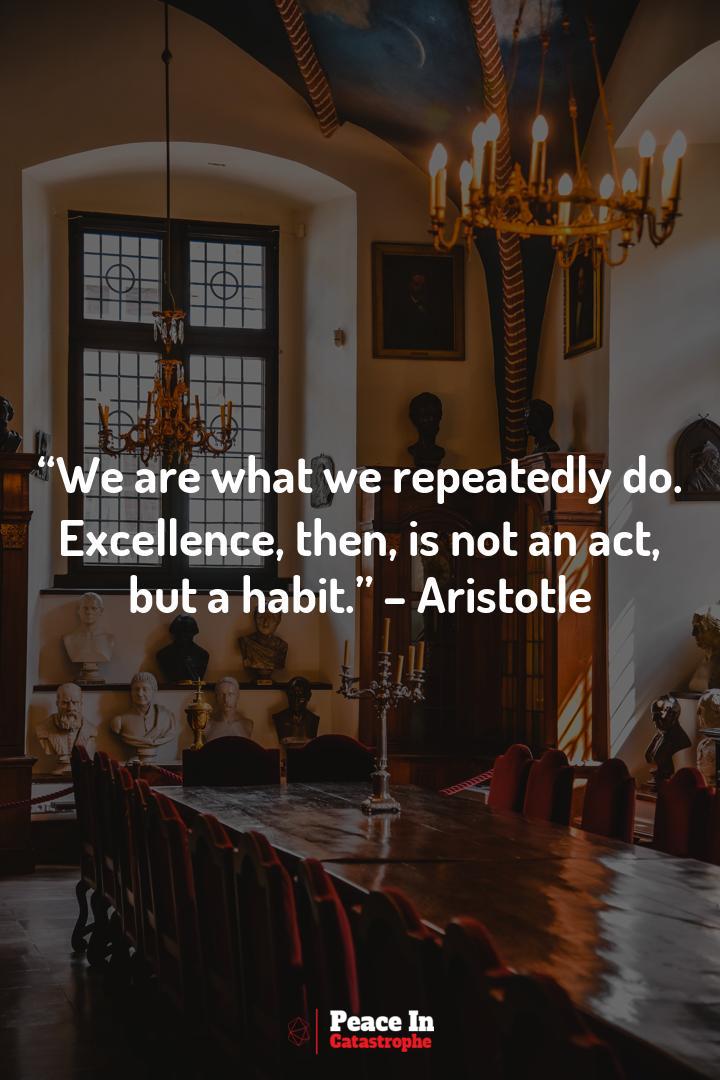 “We are what we repeatedly do.
Excellence, then, is not an act,
but a habit.” – Aristotle
Peace In
Catastrophe